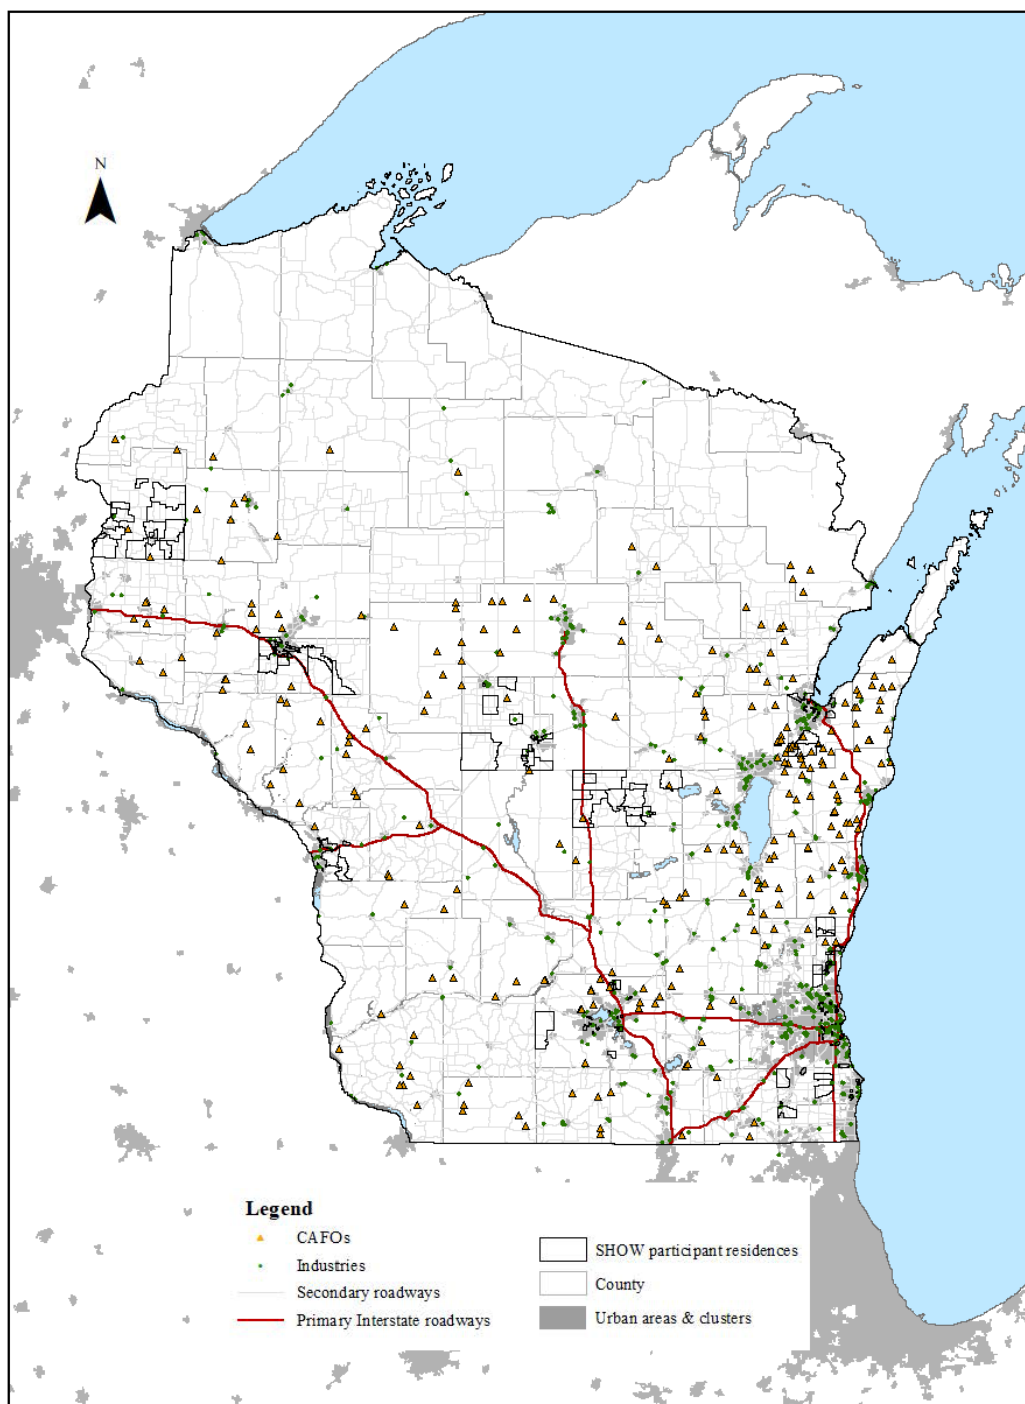 N
Legend
CAFOs
Industries
Secondary roadways
Primary Interstate roadways
SHOW participant residences
County
Urban areas & clusters